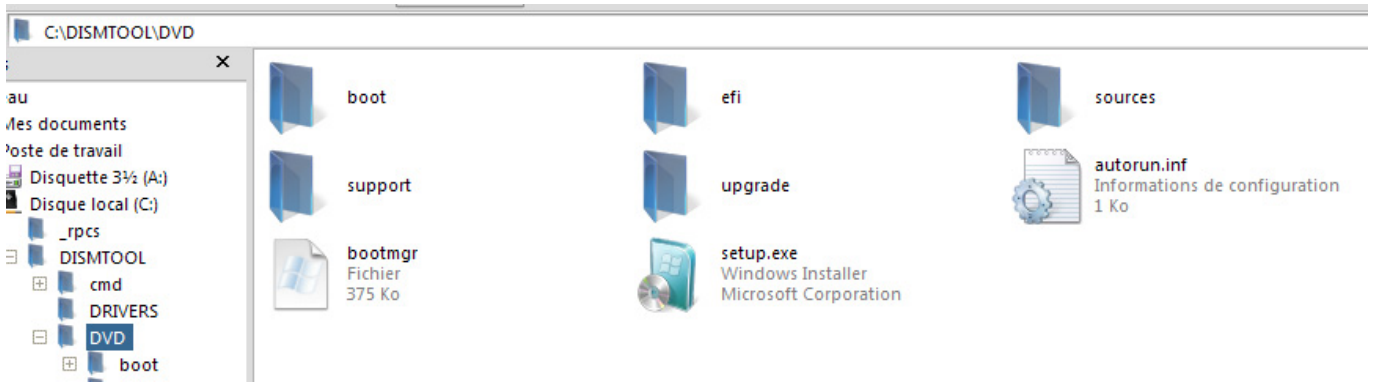 C:\DISMTOOL\DVD
Mes documents
Poste de travail
Disquette 3½ (A:)
Disque local (C:)
_rpcs
DISMTOOL
cmd
DRIVERS
DVD
boot
boot
efi
sources
support
upgrade
autorun.inf
Informations de configuration
1 Ko
bootmgr
Fichier
375 Ko
setup.exe
Windows Installer
Microsoft Corporation